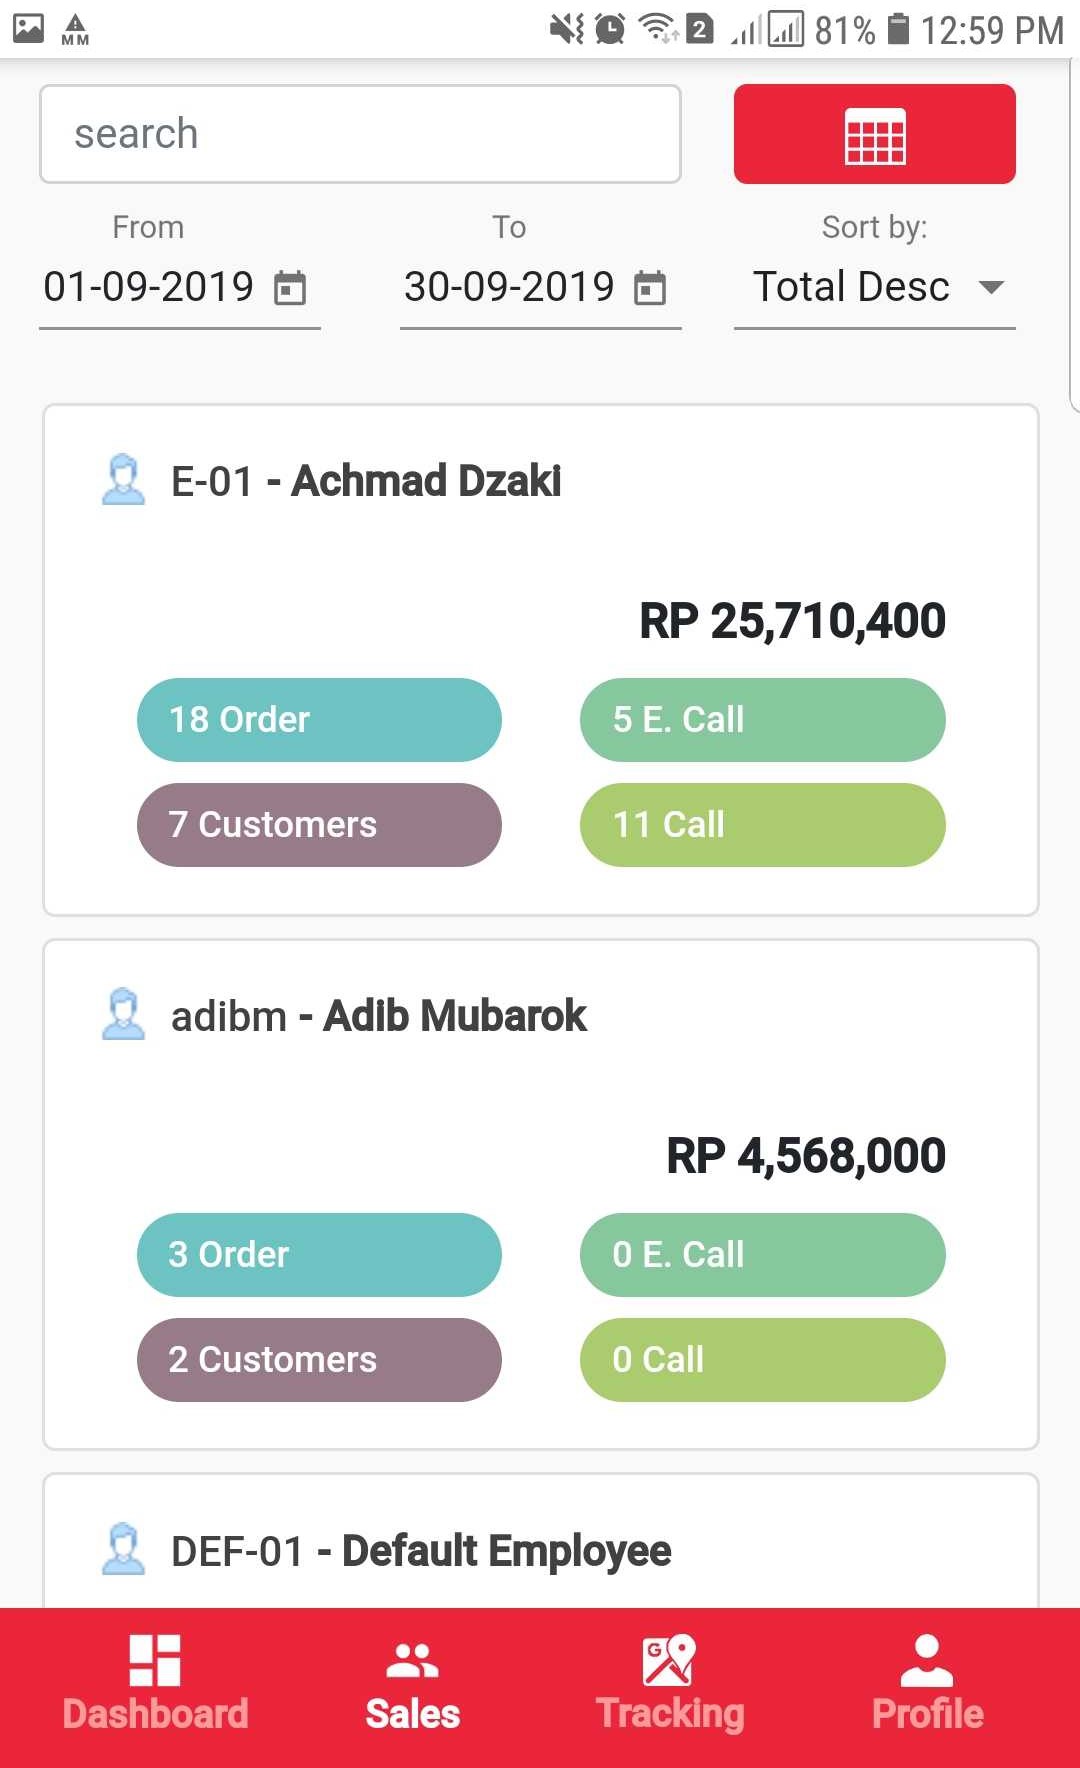 MM 2 81% 12:59 PM
search
From To Sort by:
01-09-2019 30-09-2019 Total Desc
E-01 - Achmad Dzaki
RP 25,710,400
18 Order 5 E. Call
7 Customers 11 Call
adibm - Adib Mubarok
RP 4,568,000
3 Order 0 E. Call
2 Customers 0 Call
DEF-01 - Default Employee
G
Dashboard Sales Tracking Profile